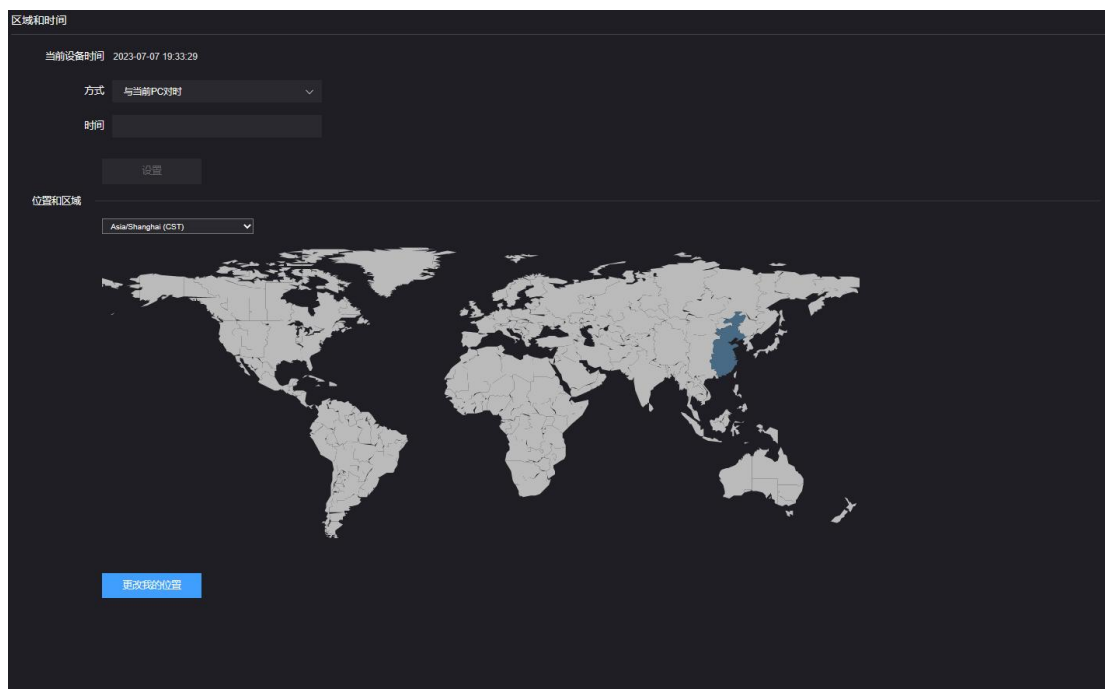 区域和时间
当前设备时间 2023-07-07 19:33:29
方式 与当前PC对时
时间
设置
位置和区域
Asia/Shanghai (CST)
更改我的位置